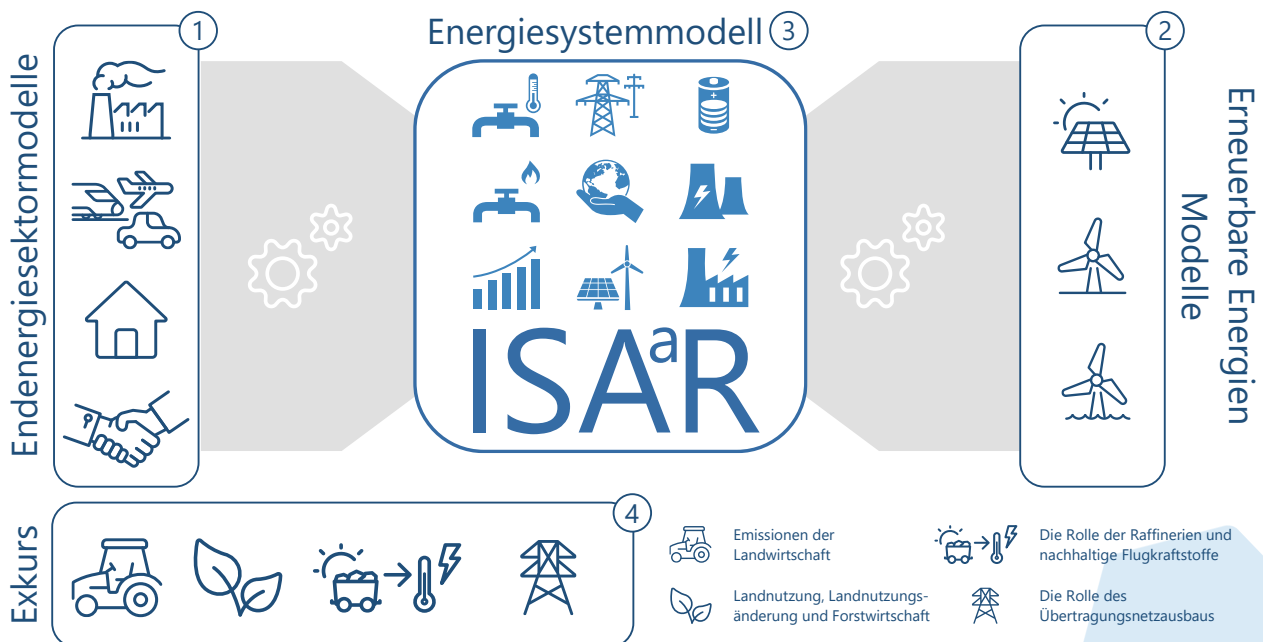 Endenergiesektormodelle
1
Energiesystemmodell
3
ISAaR
2
Erneuerbare Energien
Modelle
Exkurs
4
Emissionen der
Landwirtschaft
Landnutzung, Landnutzungs-
änderung und Forstwirtschaft
Die Rolle der Raffinerien und
nachhaltige Flugkraftstoffe
Die Rolle des
Übertragungsnetzausbaus